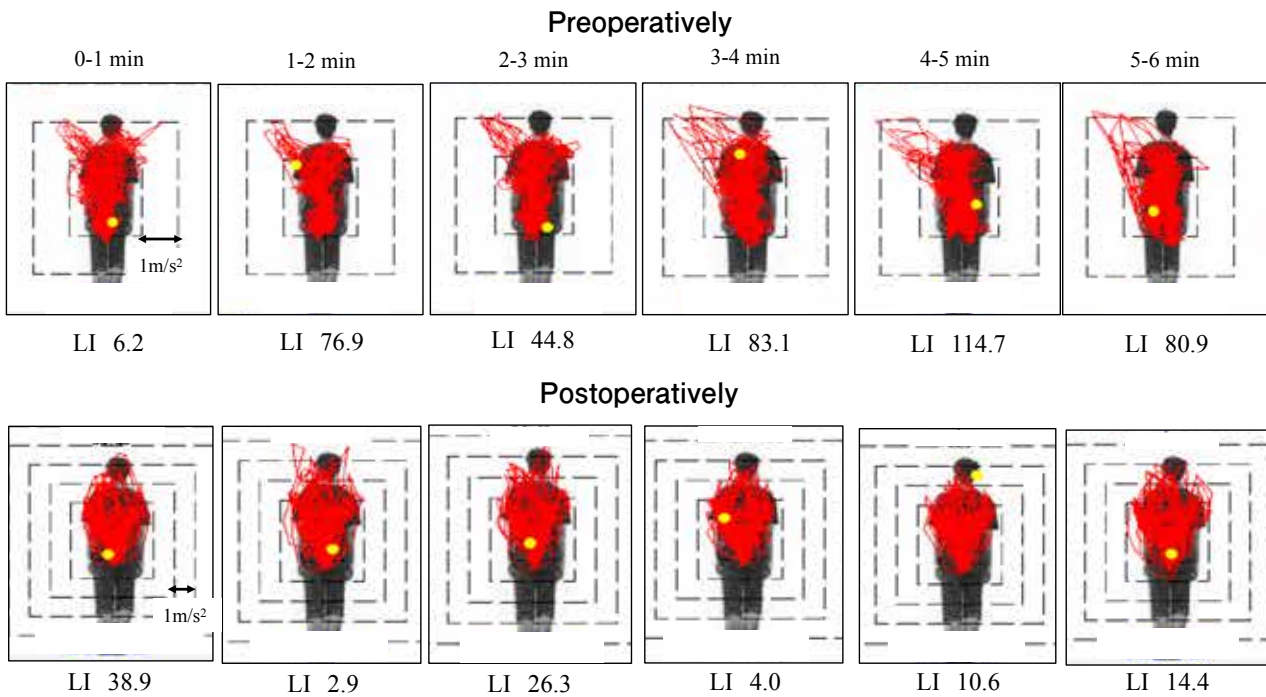 Preoperatively
0-1 min 1-2 min 2-3 min 3-4 min 4-5 min 5-6 min
1m/s²
LI 6.2 LI 76.9 LI 44.8 LI 83.1 LI 114.7 LI 80.9
Postoperatively
1m/s²
LI 38.9 LI 2.9 LI 26.3 LI 4.0 LI 10.6 LI 14.4